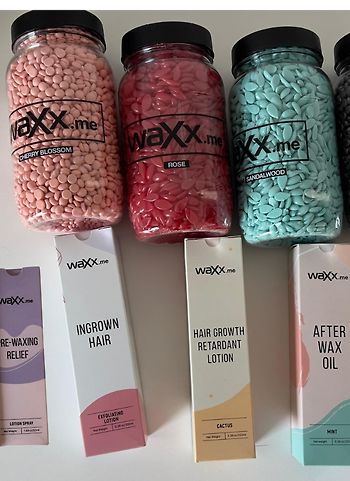 waxx.me
CHERRY BLOSSOM
waxx.me
ROSE
waxx.me
SANDALWOOD
waxx.me
PRE-WAXING
RELIEF
LOTION SPRAY
waxx.me
INGROWN
HAIR
EXFOLIATING
LOTION
waxx.me
HAIR GROWTH
RETARDANT
LOTION
CACTUS
waxx.me
AFTER
WAX
OIL
MINT